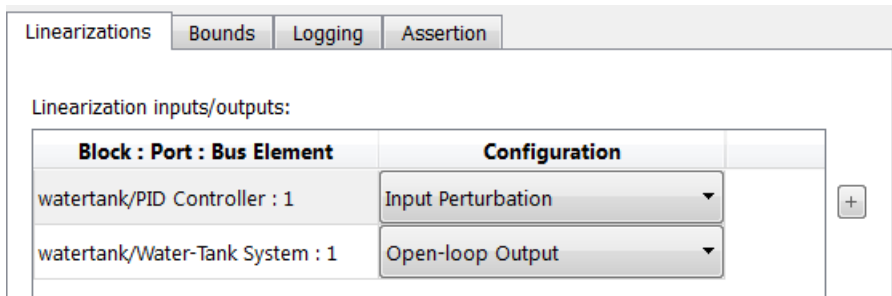 Linearizations Bounds Logging Assertion
Linearization inputs/outputs:
Block : Port : Bus Element Configuration
watertank/PID Controller : 1 Input Perturbation +
watertank/Water-Tank System : 1 Open-loop Output